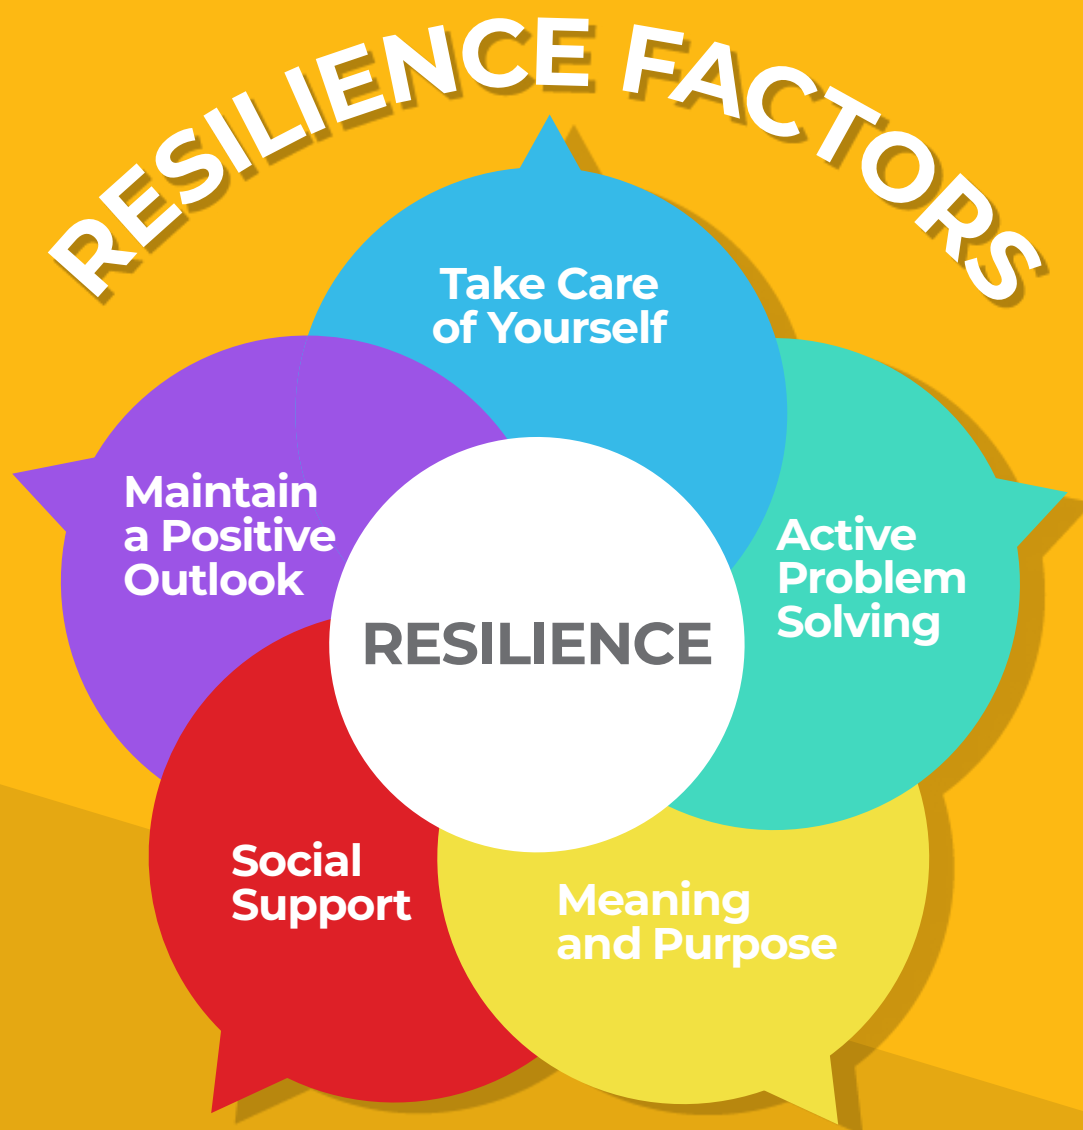 RESILIENCE FACTORS
Take Care
of Yourself
Maintain
a Positive
Outlook
Active
Problem
Solving
RESILIENCE
Social
Support
Meaning
and Purpose